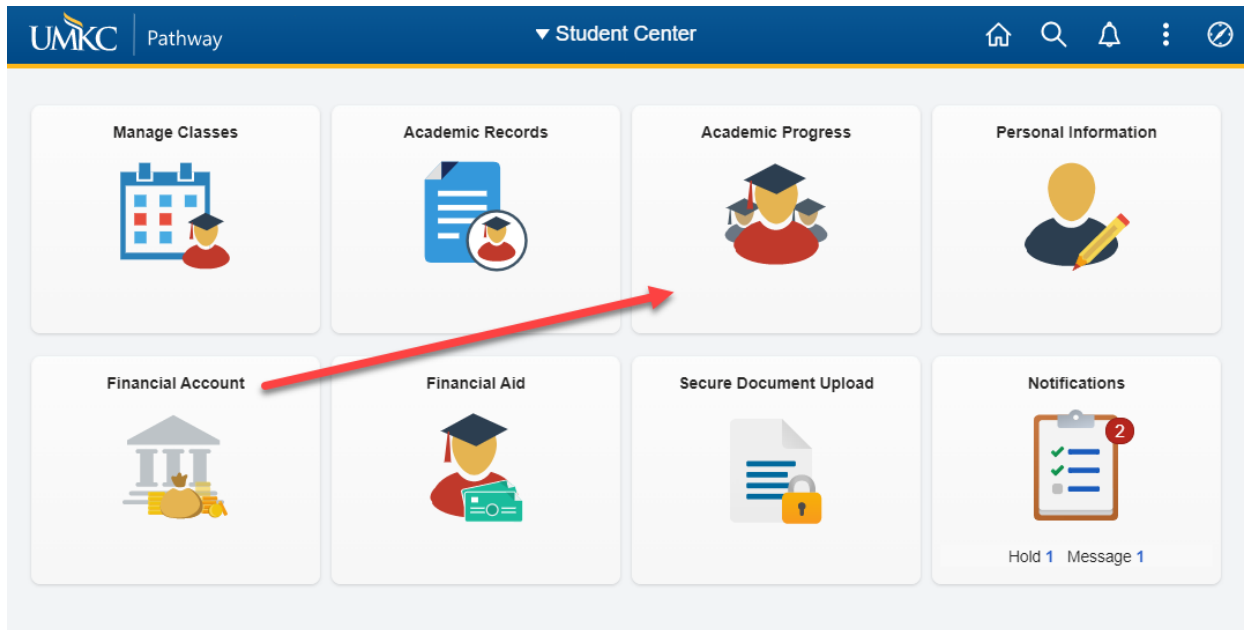 UMKC Pathway
Student Center
Manage Classes
Academic Records
Academic Progress
Personal Information
Financial Account
Financial Aid
Secure Document Upload
Notifications
2
Hold 1 Message 1